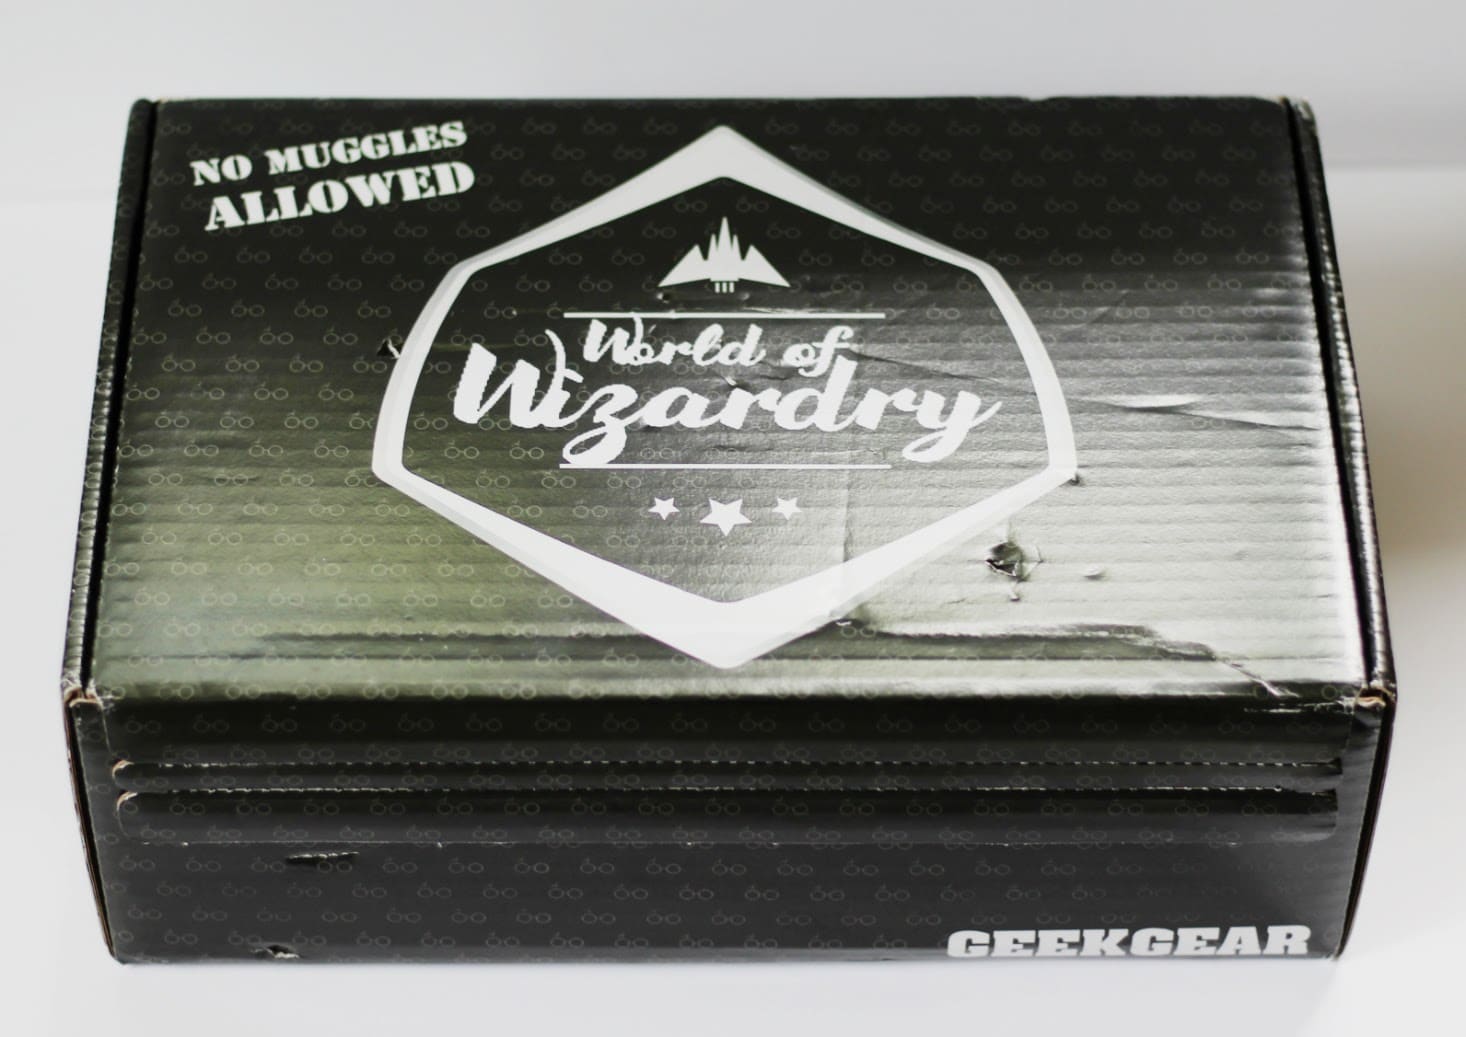 NO MUGGLES
ALLOWED
World of
Wizardry
GEEKGEAR